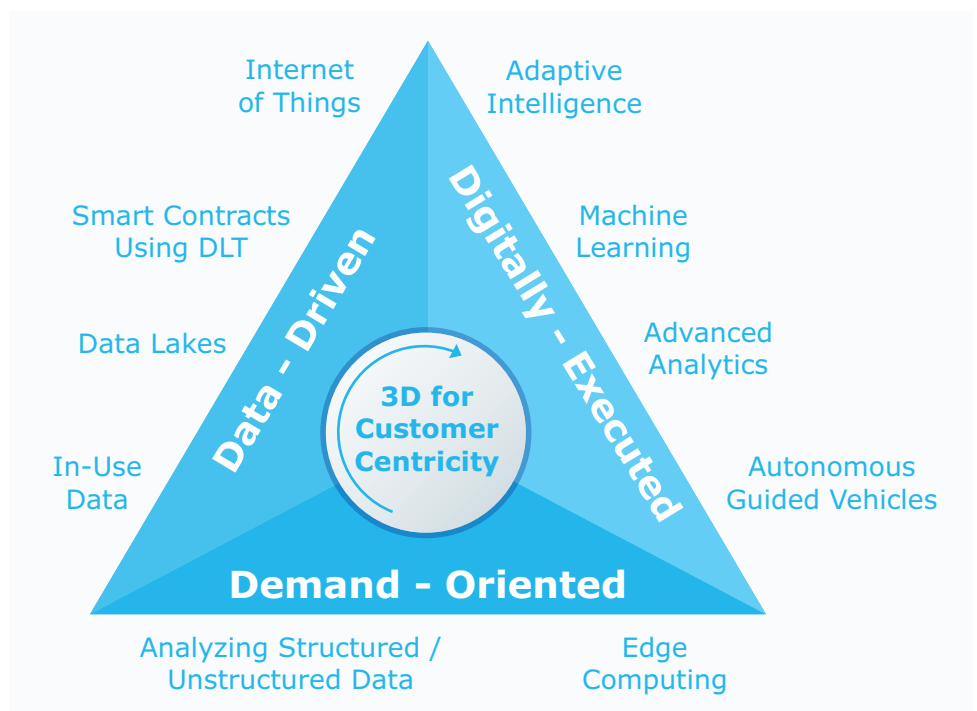 Internet
of Things
Adaptive
Intelligence
Smart Contracts
Using DLT
Machine
Learning
Data – Driven
Digitally – Executed
Data Lakes
Advanced
Analytics
3D for
Customer
Centricity
In-Use
Data
Autonomous
Guided Vehicles
Demand – Oriented
Analyzing Structured /
Unstructured Data
Edge
Computing